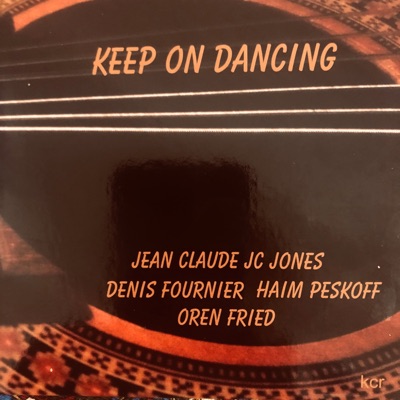 KEEP ON DANCING
JEAN CLAUDE JC JONES
DENIS FOURNIER HAIM PESKOFF
OREN FRIED
kcr